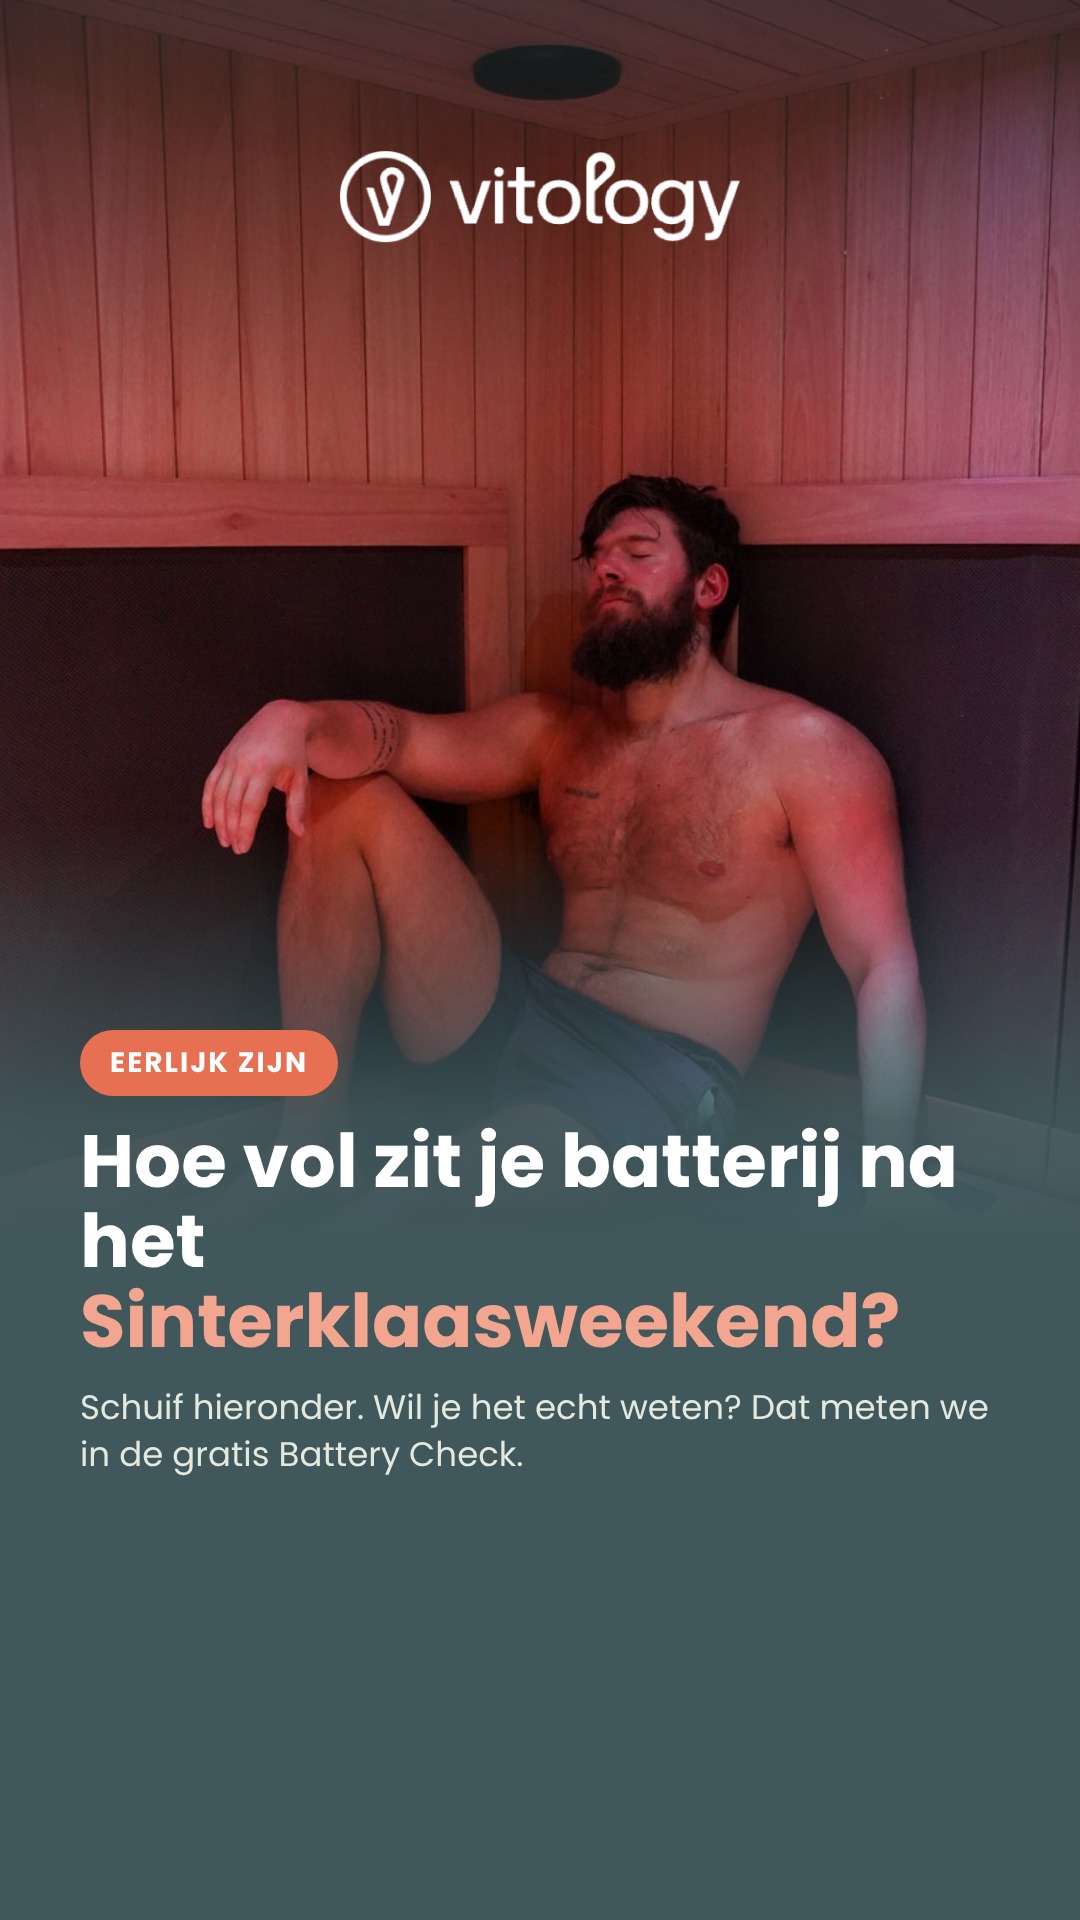 vitology
EERLIJK ZIJN
Hoe vol zit je batterij na
het
Sinterklaasweekend?
Schuif hieronder. Wil je het echt weten? Dat meten we
in de gratis Battery Check.